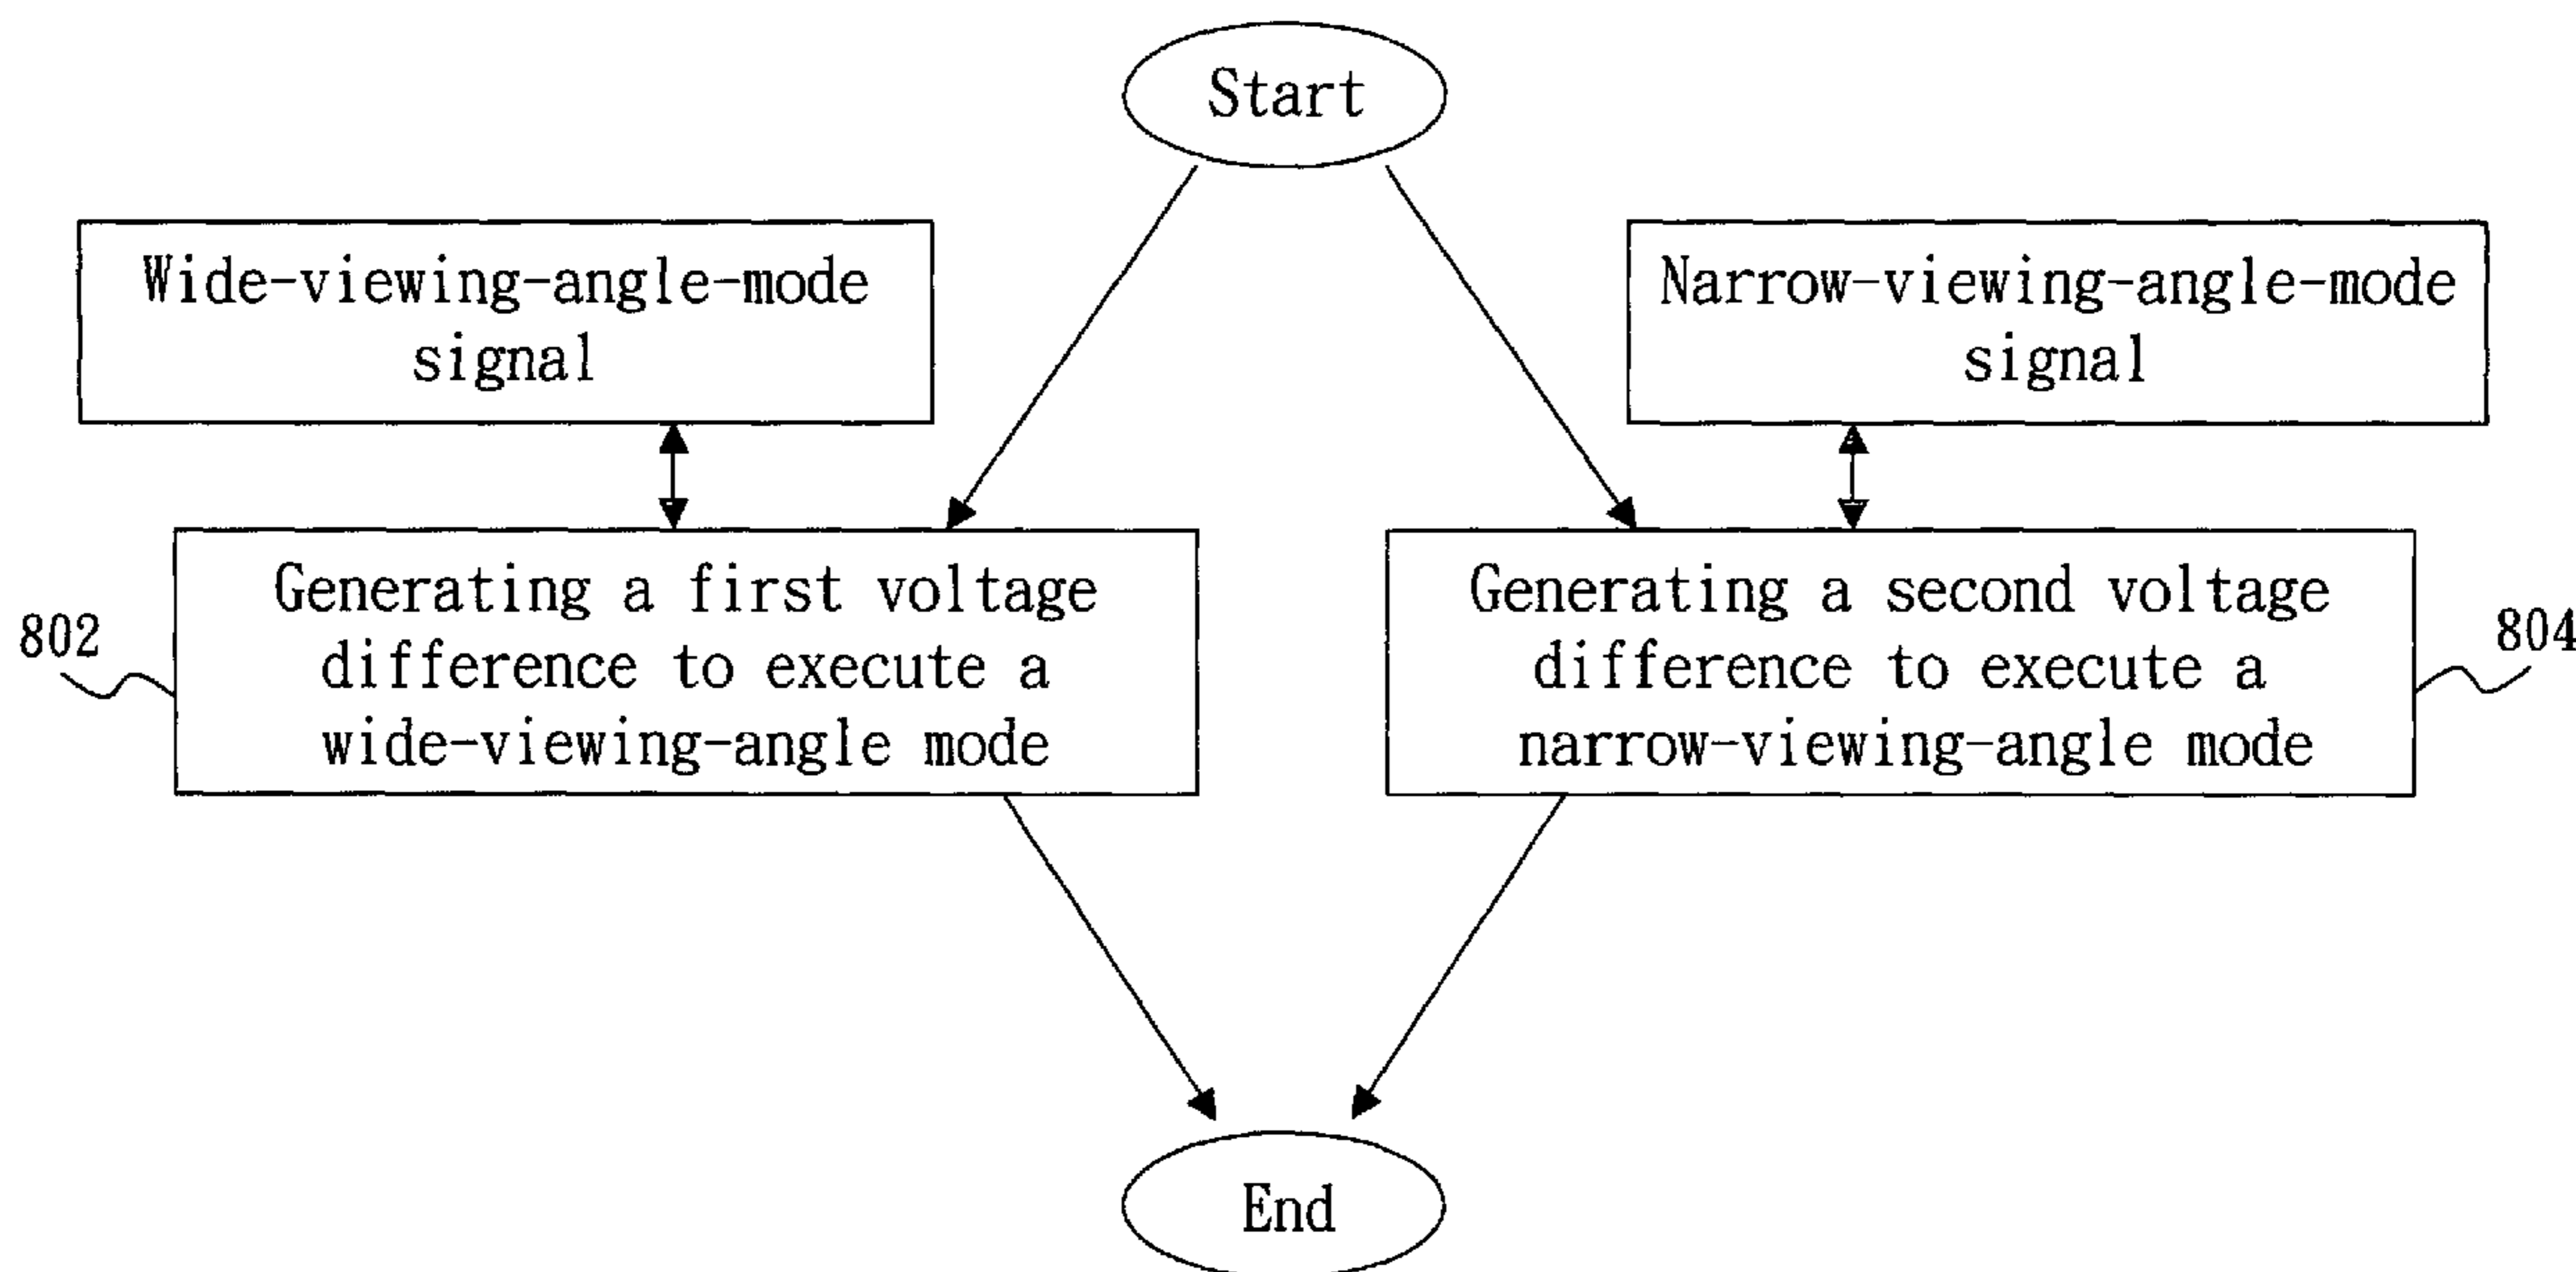 Start
Wide-viewing-angle-mode
signal
Narrow-viewing-angle-mode
signal
802
Generating a first voltage
difference to execute a
wide-viewing-angle mode
Generating a second voltage
difference to execute a
narrow-viewing-angle mode
804
End